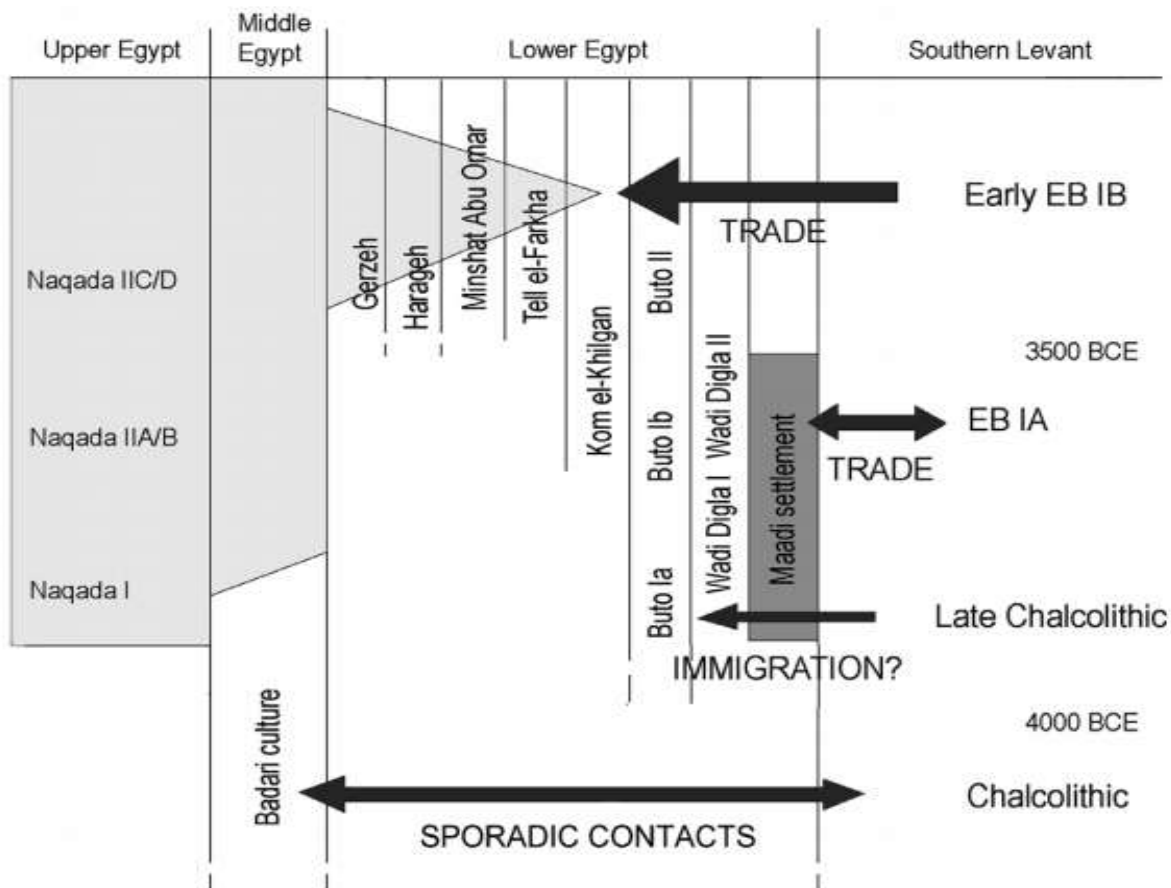 Upper Egypt
Middle
Egypt
Lower Egypt
Southern Levant
Naqada IIC/D
Naqada IIA/B
Naqada I
Badari culture
Gerzeh
Harageh
Minshat Abu Omar
Tell el-Farkha
Kom el-Khilgan
Buto II
Buto Ib
Buto Ia
Wadi Digla II
Wadi Digla I
Maadi settlement
TRADE
Early EB IB
3500 BCE
EB IA
TRADE
Late Chalcolithic
IMMIGRATION?
4000 BCE
Chalcolithic
SPORADIC CONTACTS